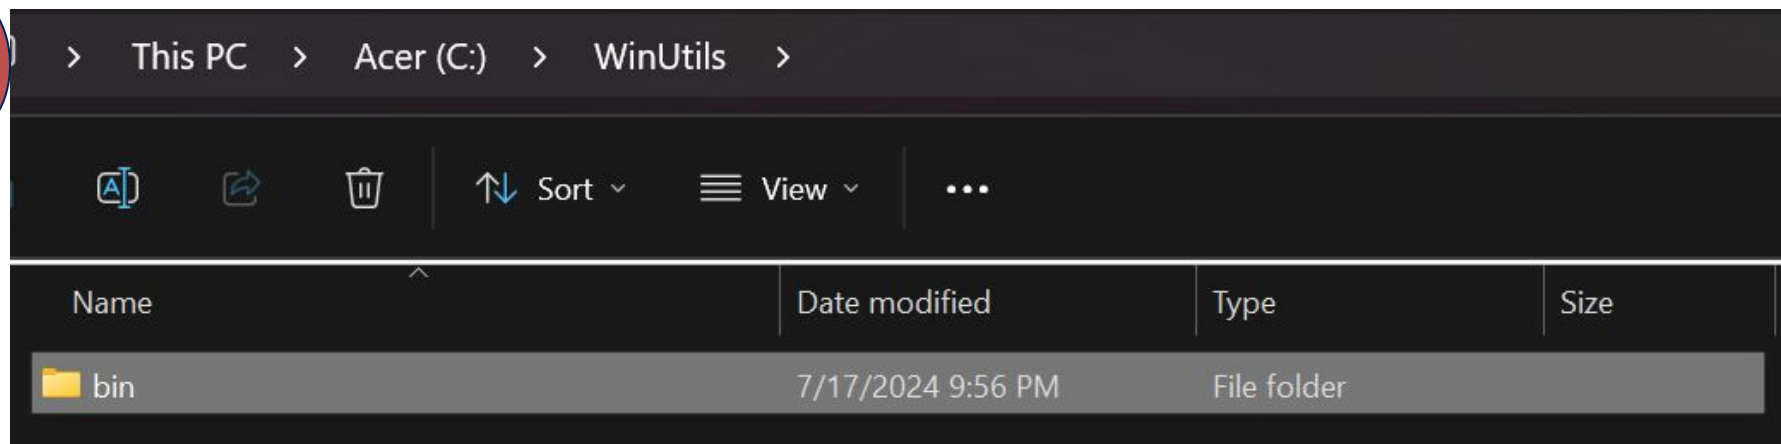 > This PC > Acer (C:) > WinUtils >
Sort View •••
Name Date modified Type Size
bin 7/17/2024 9:56 PM File folder